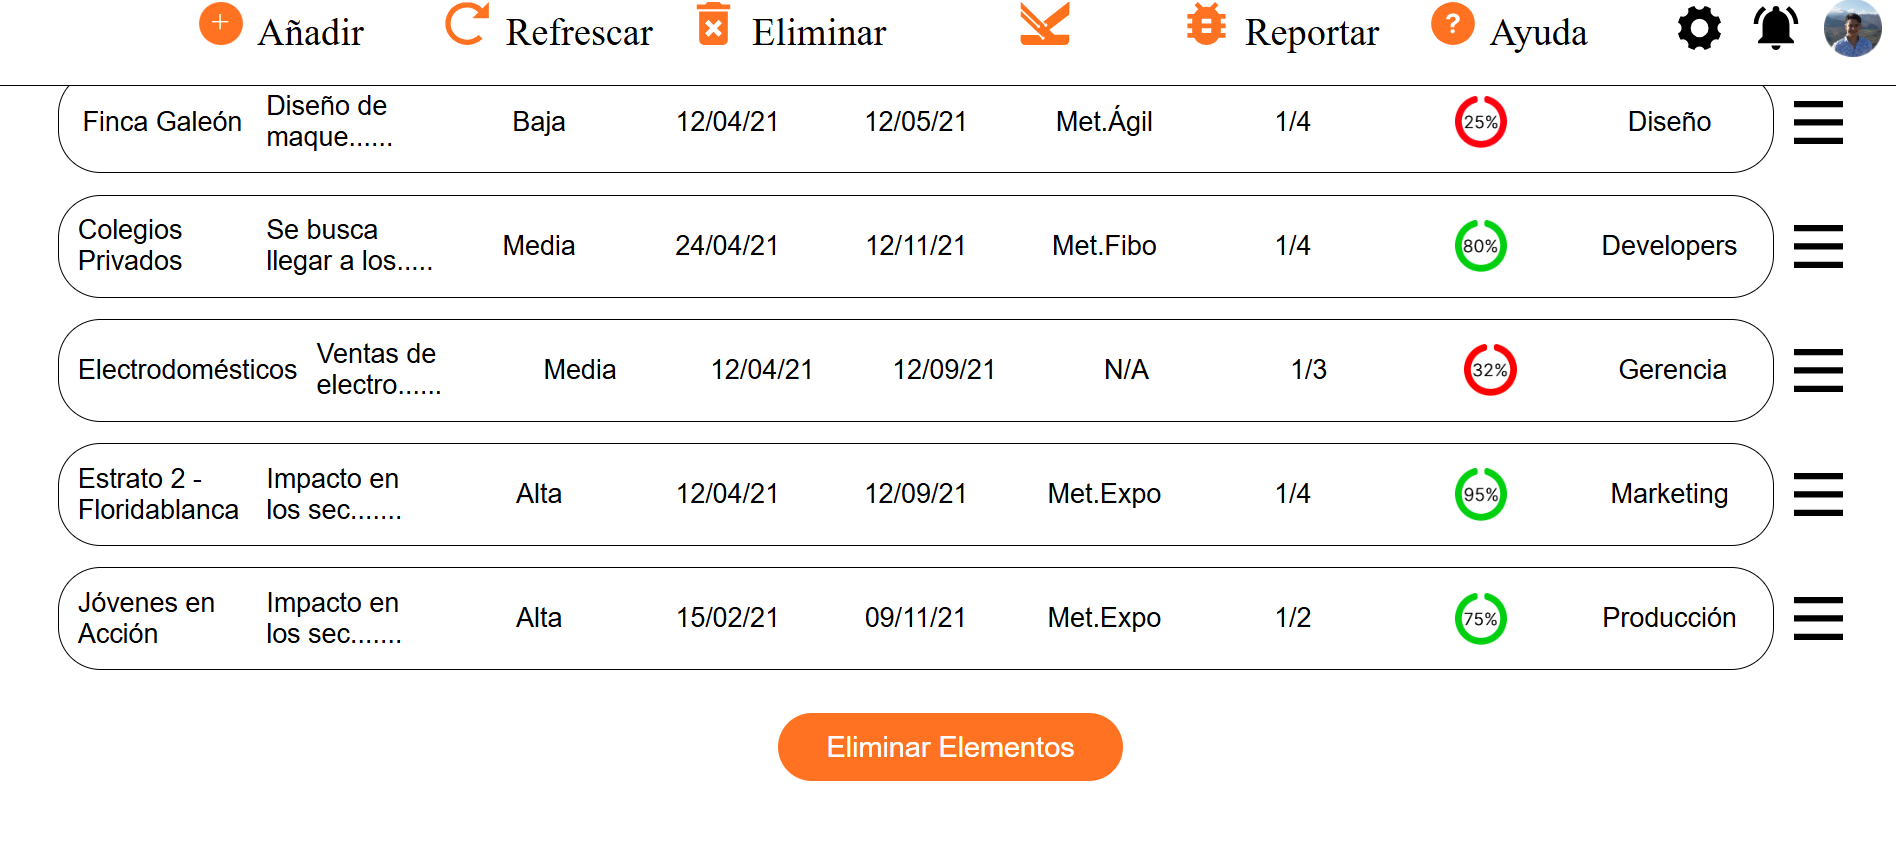 Añadir Refrescar Eliminar Reportar Ayuda
Finca Galeón Diseño de maque...... Baja 12/04/21 12/05/21 Met.Ágil 1/4 25% Diseño
Colegios Privados Se busca llegar a los..... Media 24/04/21 12/11/21 Met.Fibo 1/4 80% Developers
Electrodomésticos Ventas de electro...... Media 12/04/21 12/09/21 N/A 1/3 32% Gerencia
Estrato 2 - Floridablanca Impacto en los sec....... Alta 12/04/21 12/09/21 Met.Expo 1/4 95% Marketing
Jóvenes en Acción Impacto en los sec....... Alta 15/02/21 09/11/21 Met.Expo 1/2 75% Producción
Eliminar Elementos